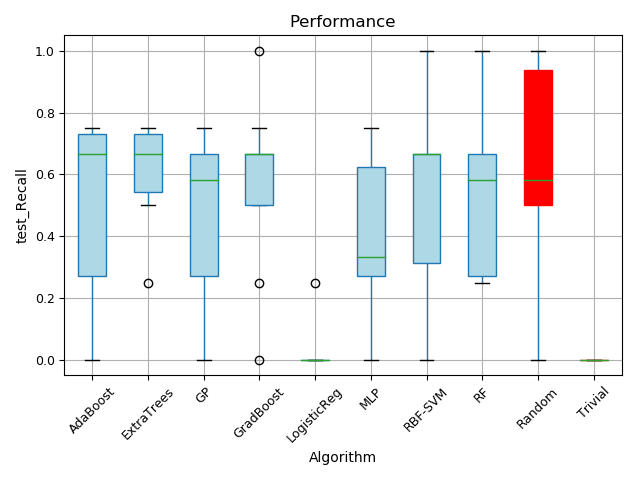 Performance
test_Recall
1.0
0.8
0.6
0.4
0.2
0.0
AdaBoost
ExtraTrees
GP
GradBoost
LogisticReg
MLP
RBF-SVM
RF
Random
Trivial
Algorithm